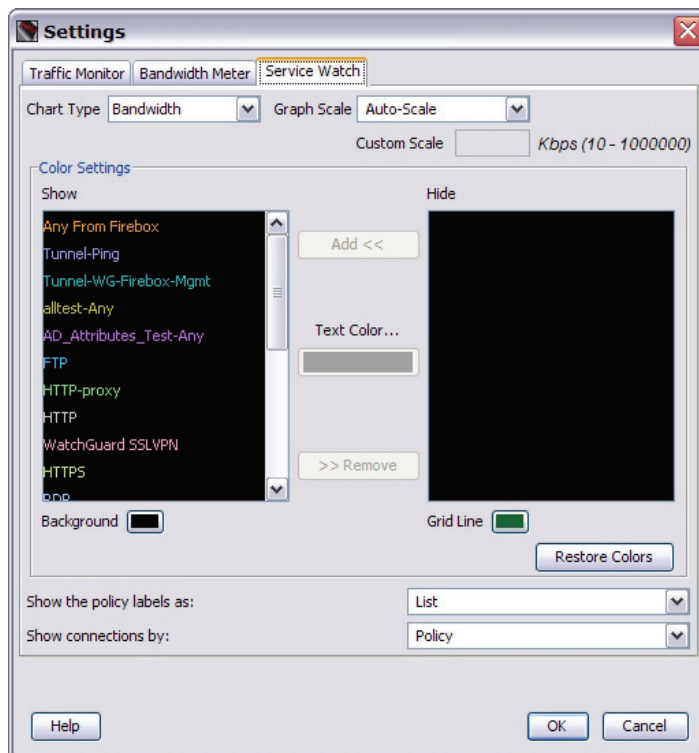 Settings
Traffic Monitor Bandwidth Meter Service Watch
Chart Type Bandwidth Graph Scale Auto-Scale
Custom Scale Kbps (10 - 1000000)
Color Settings
Show Hide
Any From Firebox
Tunnel-Ping
Tunnel-WG-Firebox-Mgmt
alltest-Any
AD_Attributes_Test-Any
FTP
HTTP-proxy
HTTP
WatchGuard SSLVPN
HTTPS
RDP
Add <<
Text Color...
>> Remove
Background Grid Line
Restore Colors
Show the policy labels as: List
Show connections by: Policy
Help OK Cancel